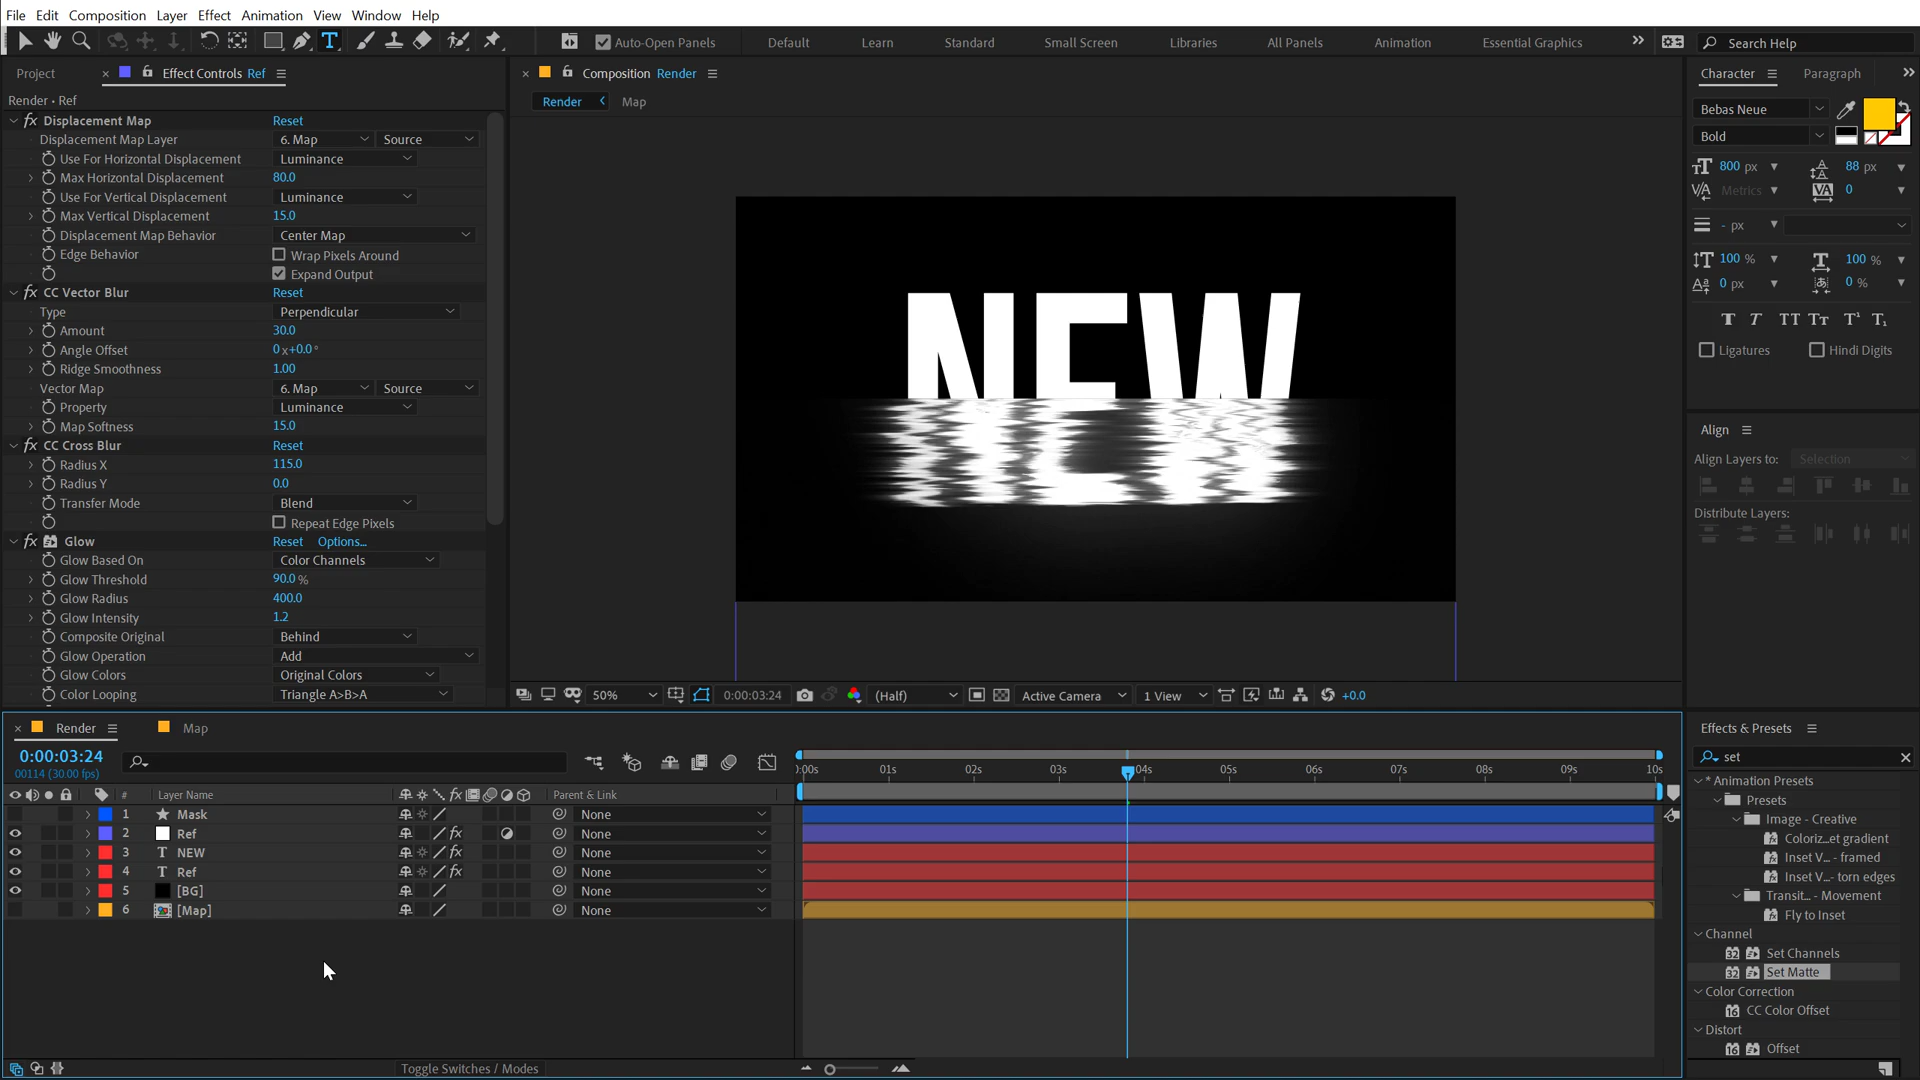 File Edit Composition Layer Effect Animation View Window Help
Auto-Open Panels Default Learn Standard Small Screen Libraries All Panels Animation Essential Graphics Search Help
Project Effect Controls Ref
Render • Ref
Displacement Map Reset
Displacement Map Layer 6. Map Source
Use For Horizontal Displacement Luminance
Max Horizontal Displacement 80.0
Use For Vertical Displacement Luminance
Max Vertical Displacement 15.0
Displacement Map Behavior Center Map
Edge Behavior Wrap Pixels Around
Expand Output
CC Vector Blur Reset
Type Perpendicular
Amount 30.0
Angle Offset 0x+0.0°
Ridge Smoothness 1.00
Vector Map 6. Map Source
Property Luminance
Map Softness 15.0
CC Cross Blur Reset
Radius X 115.0
Radius Y 0.0
Transfer Mode Blend
Repeat Edge Pixels
Glow Reset Options...
Glow Based On Color Channels
Glow Threshold 90.0 %
Glow Radius 400.0
Glow Intensity 1.2
Composite Original Behind
Glow Operation Add
Glow Colors Original Colors
Color Looping Triangle A>B>A
Composition Render
Render Map
NEW
50% 0:00:03:24 (Half) Active Camera 1 View +0.0
Character Paragraph
Bebas Neue
Bold
800 px 88 px
Metrics 0
- px
100 % 100 %
0 px 0 %
T T TT Tt T¹ T₁
Ligatures Hindi Digits
Align
Align Layers to: Selection
Distribute Layers:
Render Map
0:00:03:24
00114 (30.00 fps)
:00s 01s 02s 03s 04s 05s 06s 07s 08s 09s 10s
# Layer Name Parent & Link
1 Mask None
2 Ref None
3 T NEW None
4 T Ref None
5 [BG] None
6 [Map] None
Toggle Switches / Modes
Effects & Presets
set
* Animation Presets
Presets
Image - Creative
Coloriz...et gradient
Inset V... - framed
Inset V... - torn edges
Transit... - Movement
Fly to Inset
Channel
32 Set Channels
32 Set Matte
Color Correction
16 CC Color Offset
Distort
16 Offset